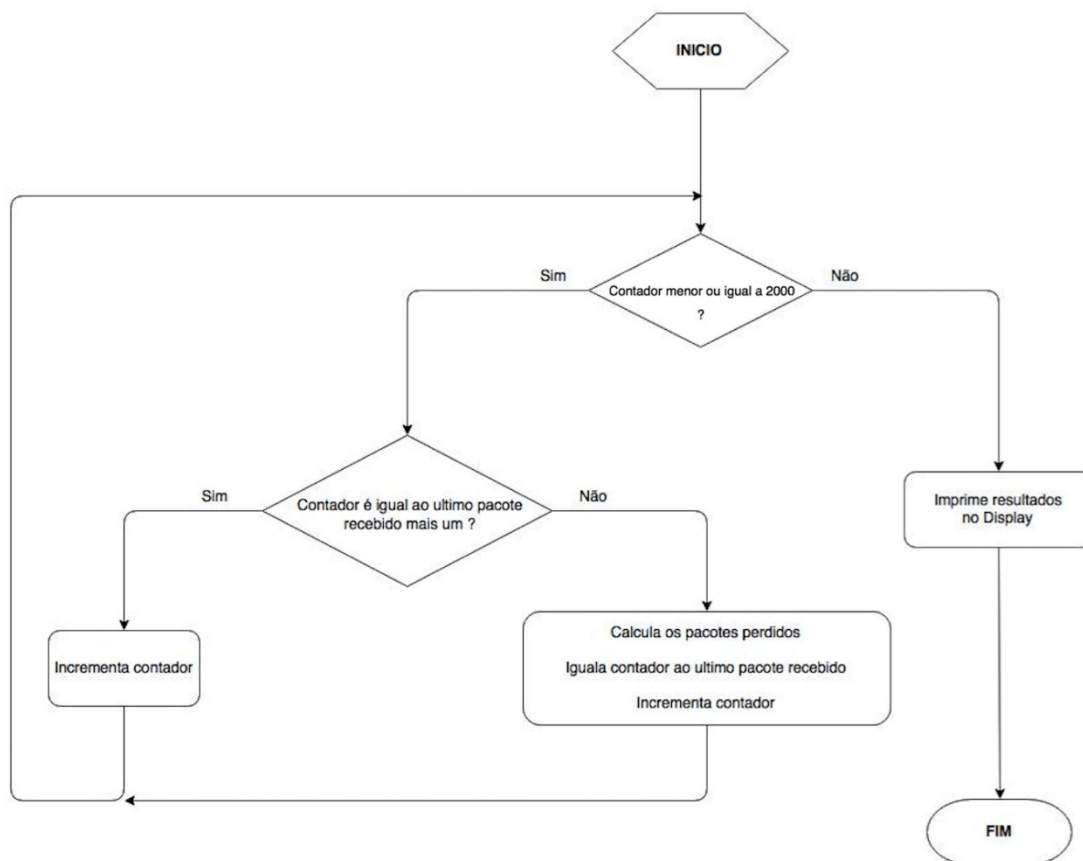 INICIO
Sim
Não
Contador menor ou igual a 2000
?
Sim
Não
Contador é igual ao ultimo pacote
recebido mais um ?
Imprime resultados
no Display
Incrementa contador
Calcula os pacotes perdidos
Iguala contador ao ultimo pacote recebido
Incrementa contador
FIM